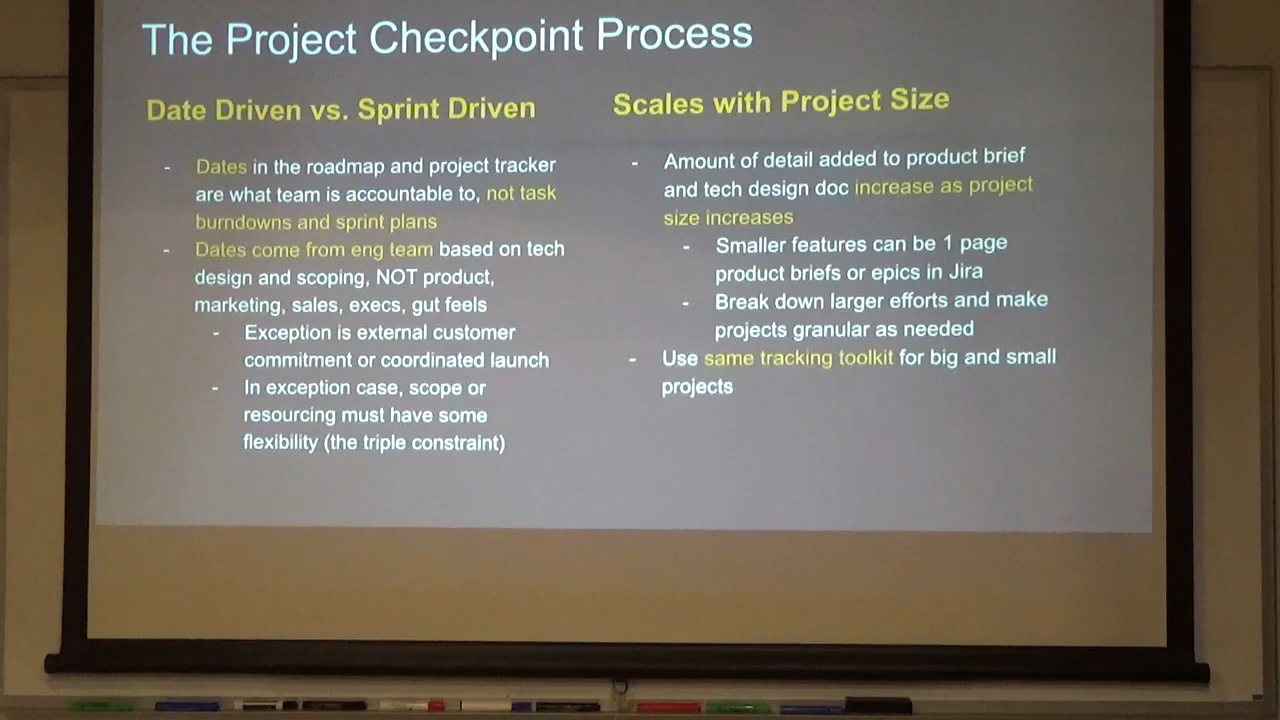 The Project Checkpoint Process
Date Driven vs. Sprint Driven
- Dates in the roadmap and project tracker
are what team is accountable to, not task
burndowns and sprint plans
- Dates come from eng team based on tech
design and scoping, NOT product,
marketing, sales, execs, gut feels
- Exception is external customer
commitment or coordinated launch
- In exception case, scope or
resourcing must have some
flexibility (the triple constraint)
Scales with Project Size
- Amount of detail added to product brief
and tech design doc increase as project
size increases
- Smaller features can be 1 page
product briefs or epics in Jira
- Break down larger efforts and make
projects granular as needed
- Use same tracking toolkit for big and small
projects